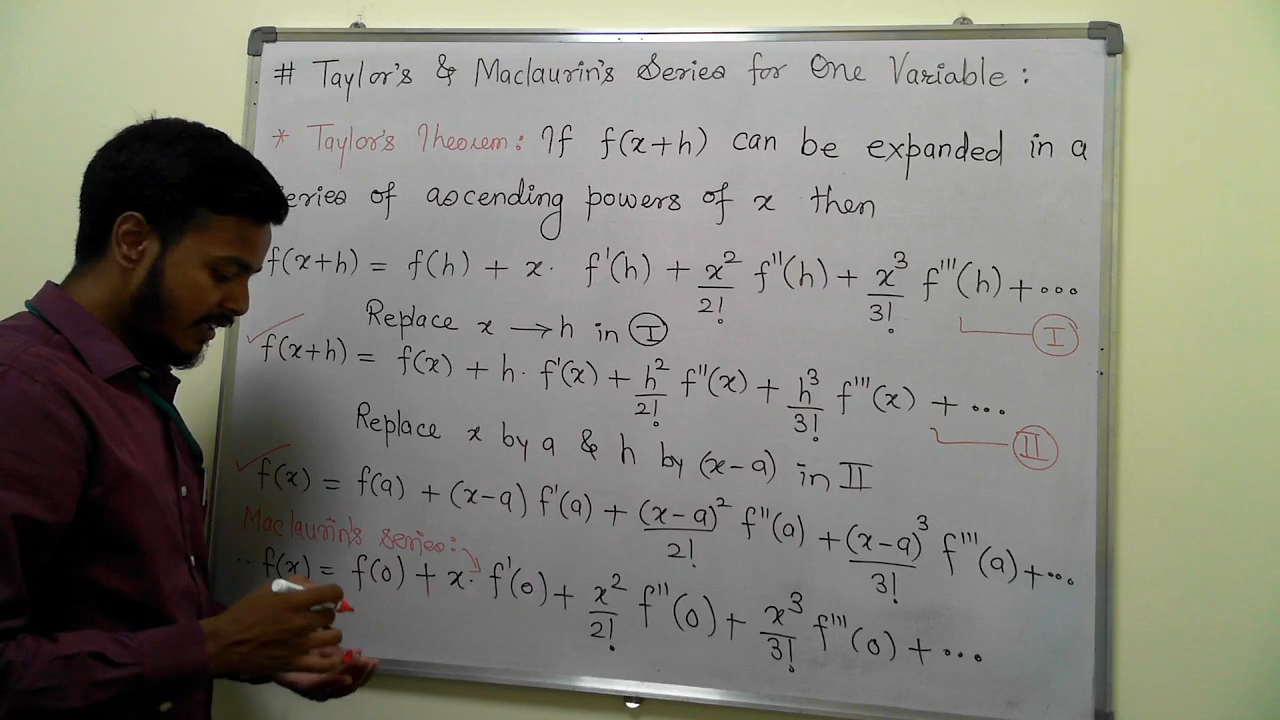 # Taylor's & Maclaurin's Series for One Variable :
* Taylor's Theorem : If f(x+h) can be expanded in a
series of ascending powers of x then
f(x+h) = f(h) + x· f'(h) + x²/2! f''(h) + x³/3! f'''(h) + ... I
Replace x → h in I
f(x+h) = f(x) + h· f'(x) + h²/2! f''(x) + h³/3! f'''(x) + ... II
Replace x by a & h by (x-a) in II
f(x) = f(a) + (x-a) f'(a) + (x-a)²/2! f''(a) + (x-a)³/3! f'''(a) + ...
Maclaurin's series:
∴ f(x) = f(0) + x· f'(0) + x²/2! f''(0) + x³/3! f'''(0) + ...